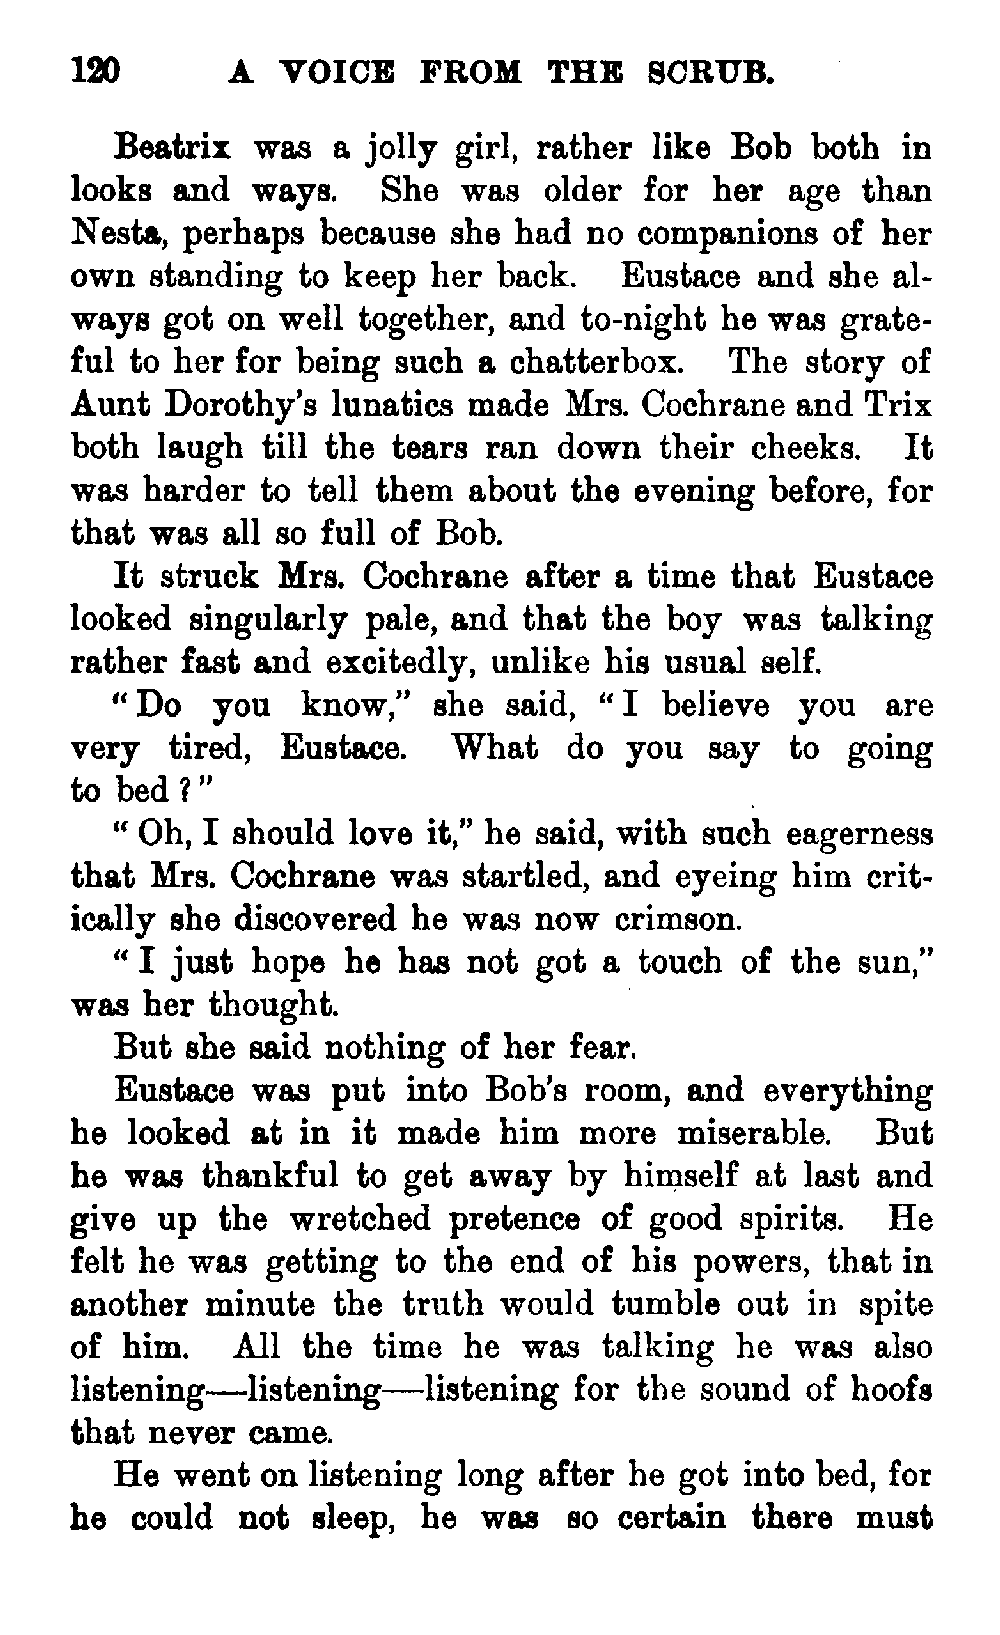 120 A VOICE FROM THE SCRUB.
Beatrix was a jolly girl, rather like Bob both in
looks and ways. She was older for her age than
Nesta, perhaps because she had no companions of her
own standing to keep her back. Eustace and she al-
ways got on well together, and to-night he was grate-
ful to her for being such a chatterbox. The story of
Aunt Dorothy's lunatics made Mrs. Cochrane and Trix
both laugh till the tears ran down their cheeks. It
was harder to tell them about the evening before, for
that was all so full of Bob.
It struck Mrs. Cochrane after a time that Eustace
looked singularly pale, and that the boy was talking
rather fast and excitedly, unlike his usual self.
"Do you know," she said, "I believe you are
very tired, Eustace. What do you say to going
to bed?"
"Oh, I should love it," he said, with such eagerness
that Mrs. Cochrane was startled, and eyeing him crit-
ically she discovered he was now crimson.
"I just hope he has not got a touch of the sun,"
was her thought.
But she said nothing of her fear.
Eustace was put into Bob's room, and everything
he looked at in it made him more miserable. But
he was thankful to get away by himself at last and
give up the wretched pretence of good spirits. He
felt he was getting to the end of his powers, that in
another minute the truth would tumble out in spite
of him. All the time he was talking he was also
listening—listening—listening for the sound of hoofs
that never came.
He went on listening long after he got into bed, for
he could not sleep, he was so certain there must